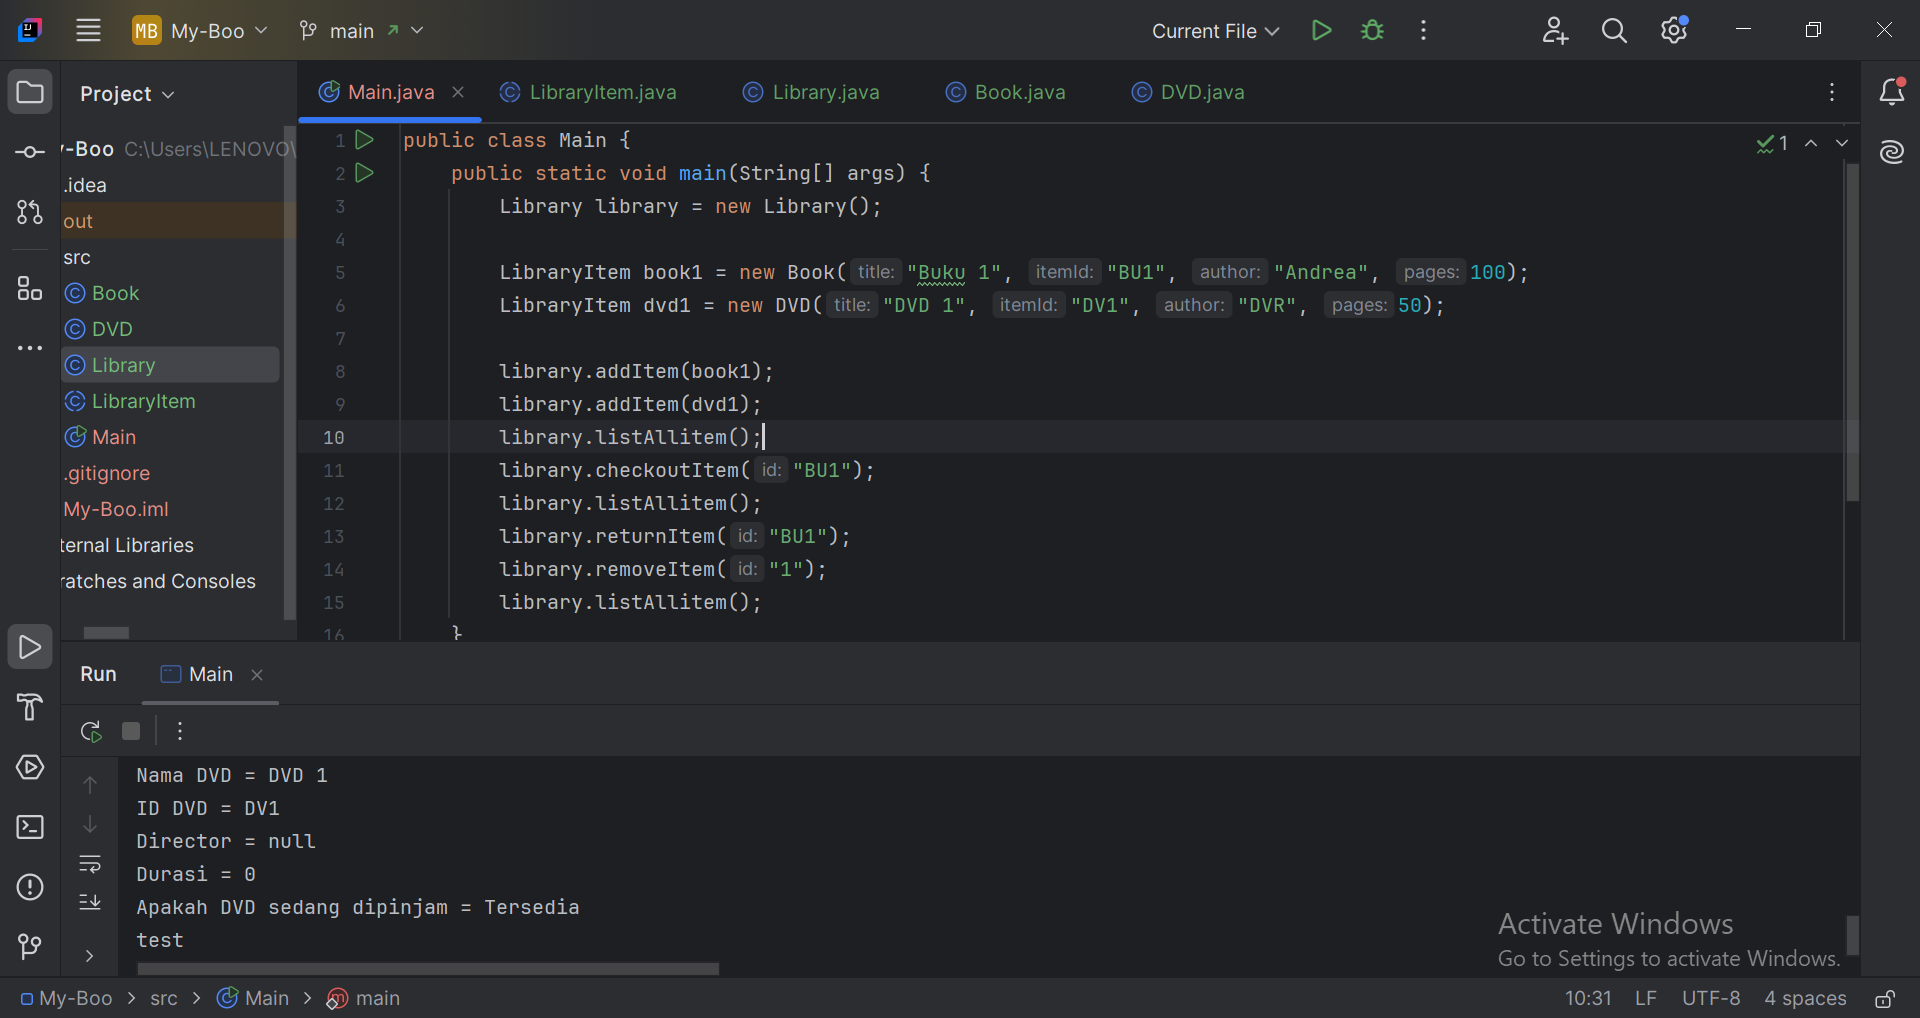 MB My-Boo main Current File
Project
Main.java LibraryItem.java Library.java Book.java DVD.java
-Boo C:\Users\LENOVO\
.idea
out
src
Book
DVD
Library
LibraryItem
Main
.gitignore
My-Boo.iml
ternal Libraries
ratches and Consoles
1 public class Main {
2 public static void main(String[] args) {
3 Library library = new Library();
4
5 LibraryItem book1 = new Book( title: "Buku 1", itemId: "BU1", author: "Andrea", pages: 100);
6 LibraryItem dvd1 = new DVD( title: "DVD 1", itemId: "DV1", author: "DVR", pages: 50);
7
8 library.addItem(book1);
9 library.addItem(dvd1);
10 library.listAllitem();
11 library.checkoutItem( id: "BU1");
12 library.listAllitem();
13 library.returnItem( id: "BU1");
14 library.removeItem( id: "1");
15 library.listAllitem();
16 }
1
Run Main
Nama DVD = DVD 1
ID DVD = DV1
Director = null
Durasi = 0
Apakah DVD sedang dipinjam = Tersedia
test
Activate Windows
Go to Settings to activate Windows.
My-Boo > src > Main > main 10:31 LF UTF-8 4 spaces